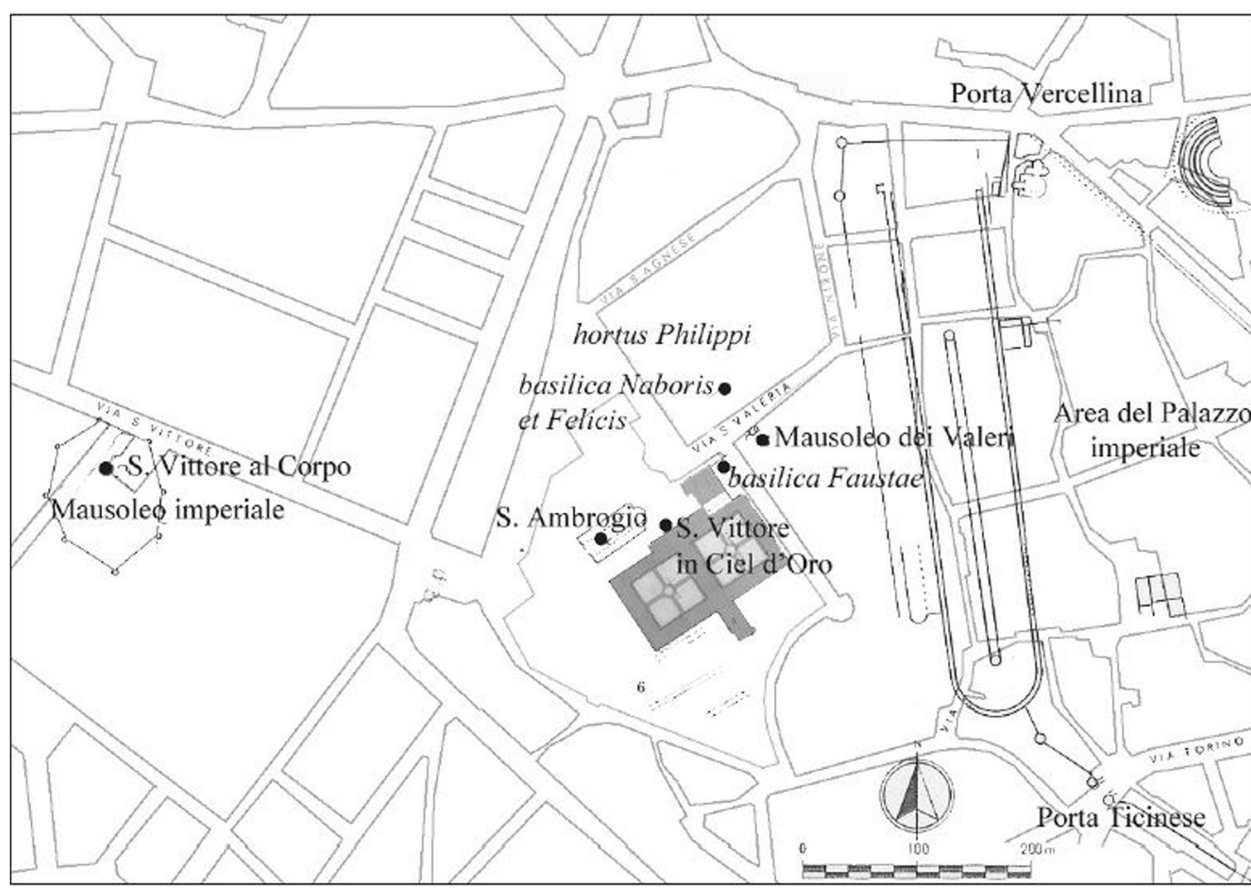 Porta Vercellina
1
VIA S AGNESE
VIA NIRONE
hortus Philippi
basilica Naboris
et Felicis
VIA S VALERIA
Area del Palazzo
imperiale
VIA S VITTORE
Mausoleo dei Valeri
S. Vittore al Corpo
basilica Faustae
Mausoleo imperiale
S. Ambrogio
S. Vittore
in Ciel d'Oro
6
VIA
N
VIA TORINO
Porta Ticinese
0 100 200 m